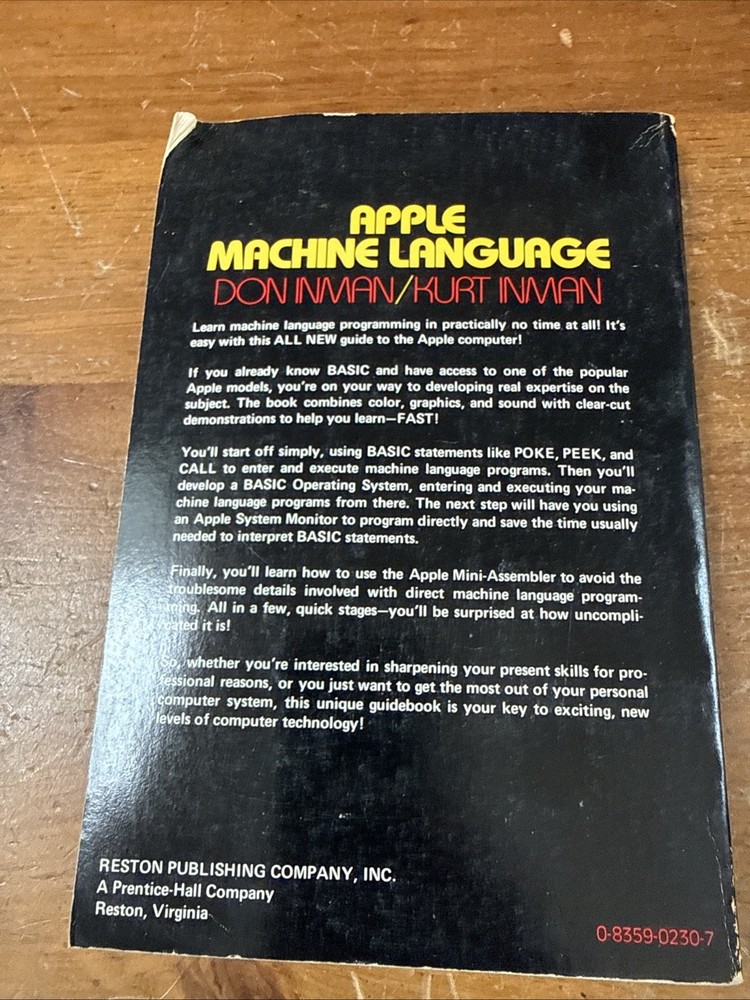 APPLE
MACHINE LANGUAGE
DON INMAN/KURT INMAN
Learn machine language programming in practically no time at all! It's
easy with this ALL NEW guide to the Apple computer!
If you already know BASIC and have access to one of the popular
Apple models, you're on your way to developing real expertise on the
subject. The book combines color, graphics, and sound with clear-cut
demonstrations to help you learn—FAST!
You'll start off simply, using BASIC statements like POKE, PEEK, and
CALL to enter and execute machine language programs. Then you'll
develop a BASIC Operating System, entering and executing your ma-
chine language programs from there. The next step will have you using
an Apple System Monitor to program directly and save the time usually
needed to interpret BASIC statements.
Finally, you'll learn how to use the Apple Mini-Assembler to avoid the
troublesome details involved with direct machine language program-
ming. All in a few, quick stages—you'll be surprised at how uncompli-
cated it is!
So, whether you're interested in sharpening your present skills for pro-
fessional reasons, or you just want to get the most out of your personal
computer system, this unique guidebook is your key to exciting, new
levels of computer technology!
RESTON PUBLISHING COMPANY, INC.
A Prentice-Hall Company
Reston, Virginia
0-8359-0230-7